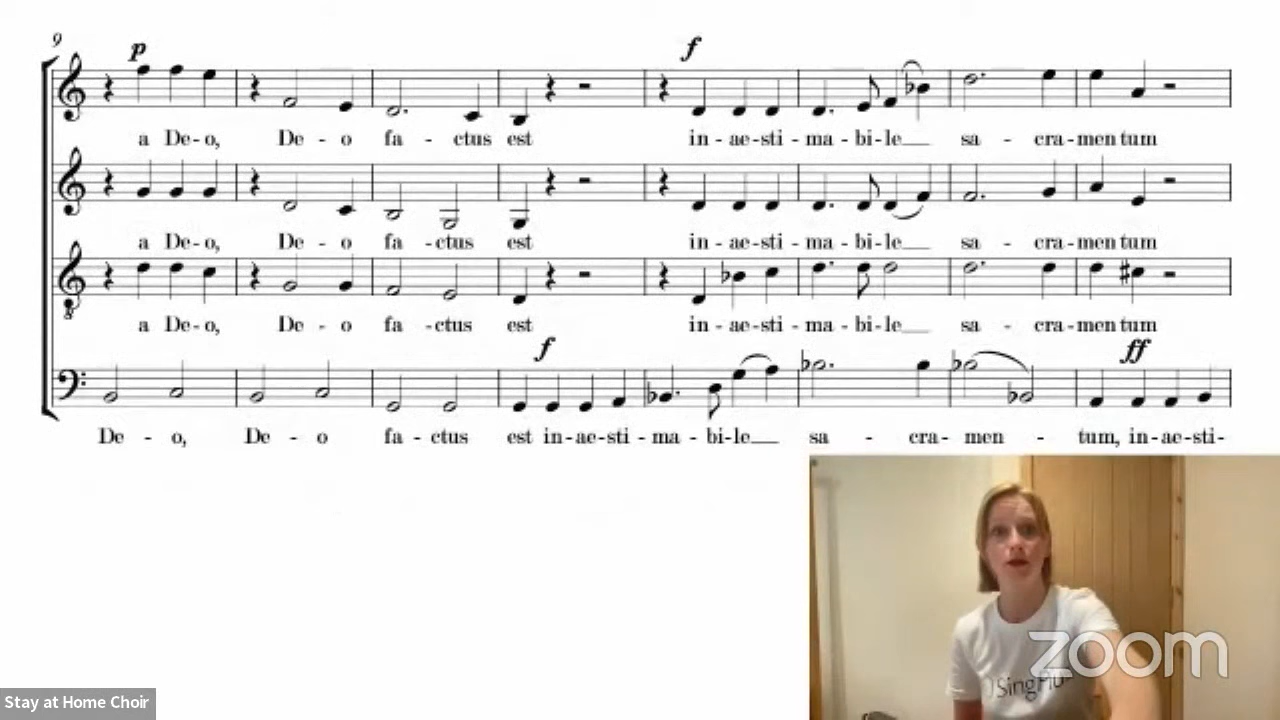 9
p
f
a De-o, De - o fa - ctus est in-ae-sti-ma-bi-le sa - cra-men tum
a De-o, De - o fa -ctus est in-ae-sti-ma-bi-le sa - cra-men tum
8
a De-o, De - o fa -ctus est in-ae-sti-ma-bi-le sa - cra-men tum
f
ff
De - o, De - o fa - ctus est in-ae-sti-ma-bi-le sa - cra-men - tum, in-ae-sti-
zoom
Stay at Home Choir